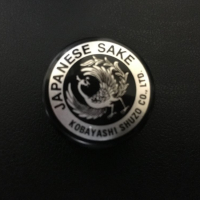 JAPANESE SAKE
KOBAYASHI SHUZO CO., LTD.